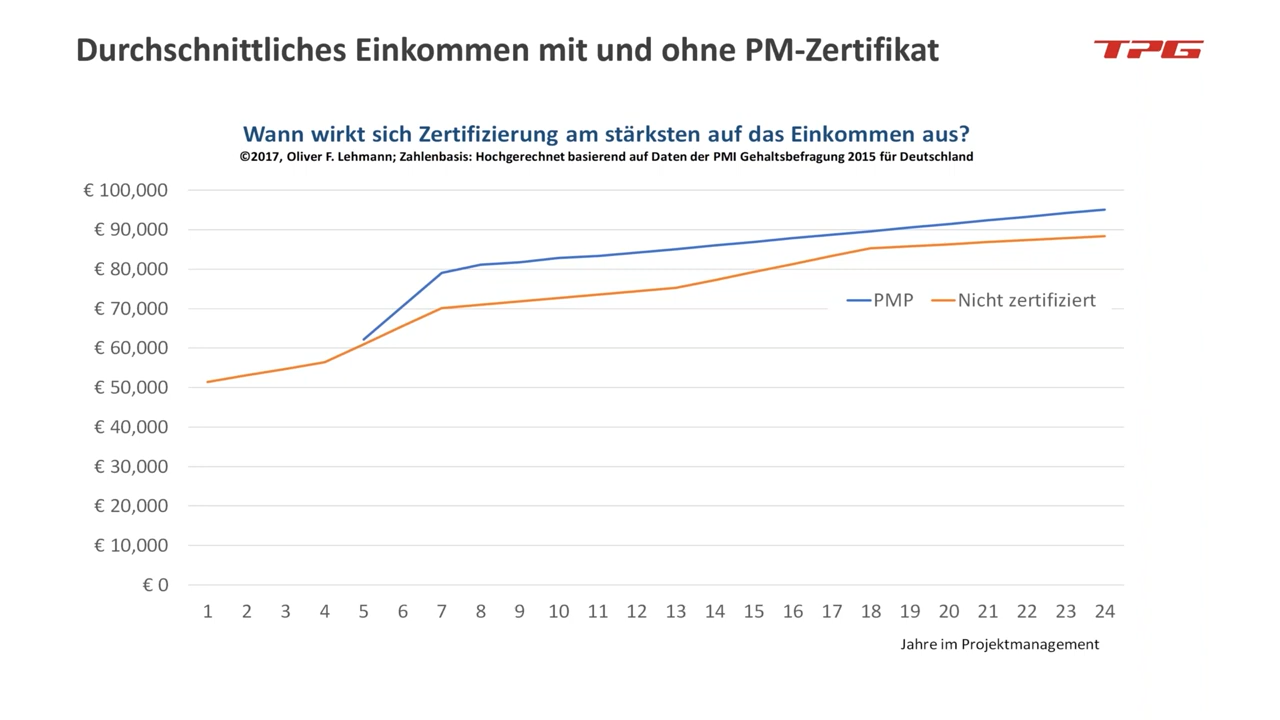 Durchschnittliches Einkommen mit und ohne PM-Zertifikat
TPG
Wann wirkt sich Zertifizierung am stärksten auf das Einkommen aus?
©2017, Oliver F. Lehmann; Zahlenbasis: Hochgerechnet basierend auf Daten der PMI Gehaltsbefragung 2015 für Deutschland
€ 100,000
€ 90,000
€ 80,000
€ 70,000
€ 60,000
€ 50,000
€ 40,000
€ 30,000
€ 20,000
€ 10,000
€ 0
PMP
Nicht zertifiziert
1 2 3 4 5 6 7 8 9 10 11 12 13 14 15 16 17 18 19 20 21 22 23 24
Jahre im Projektmanagement